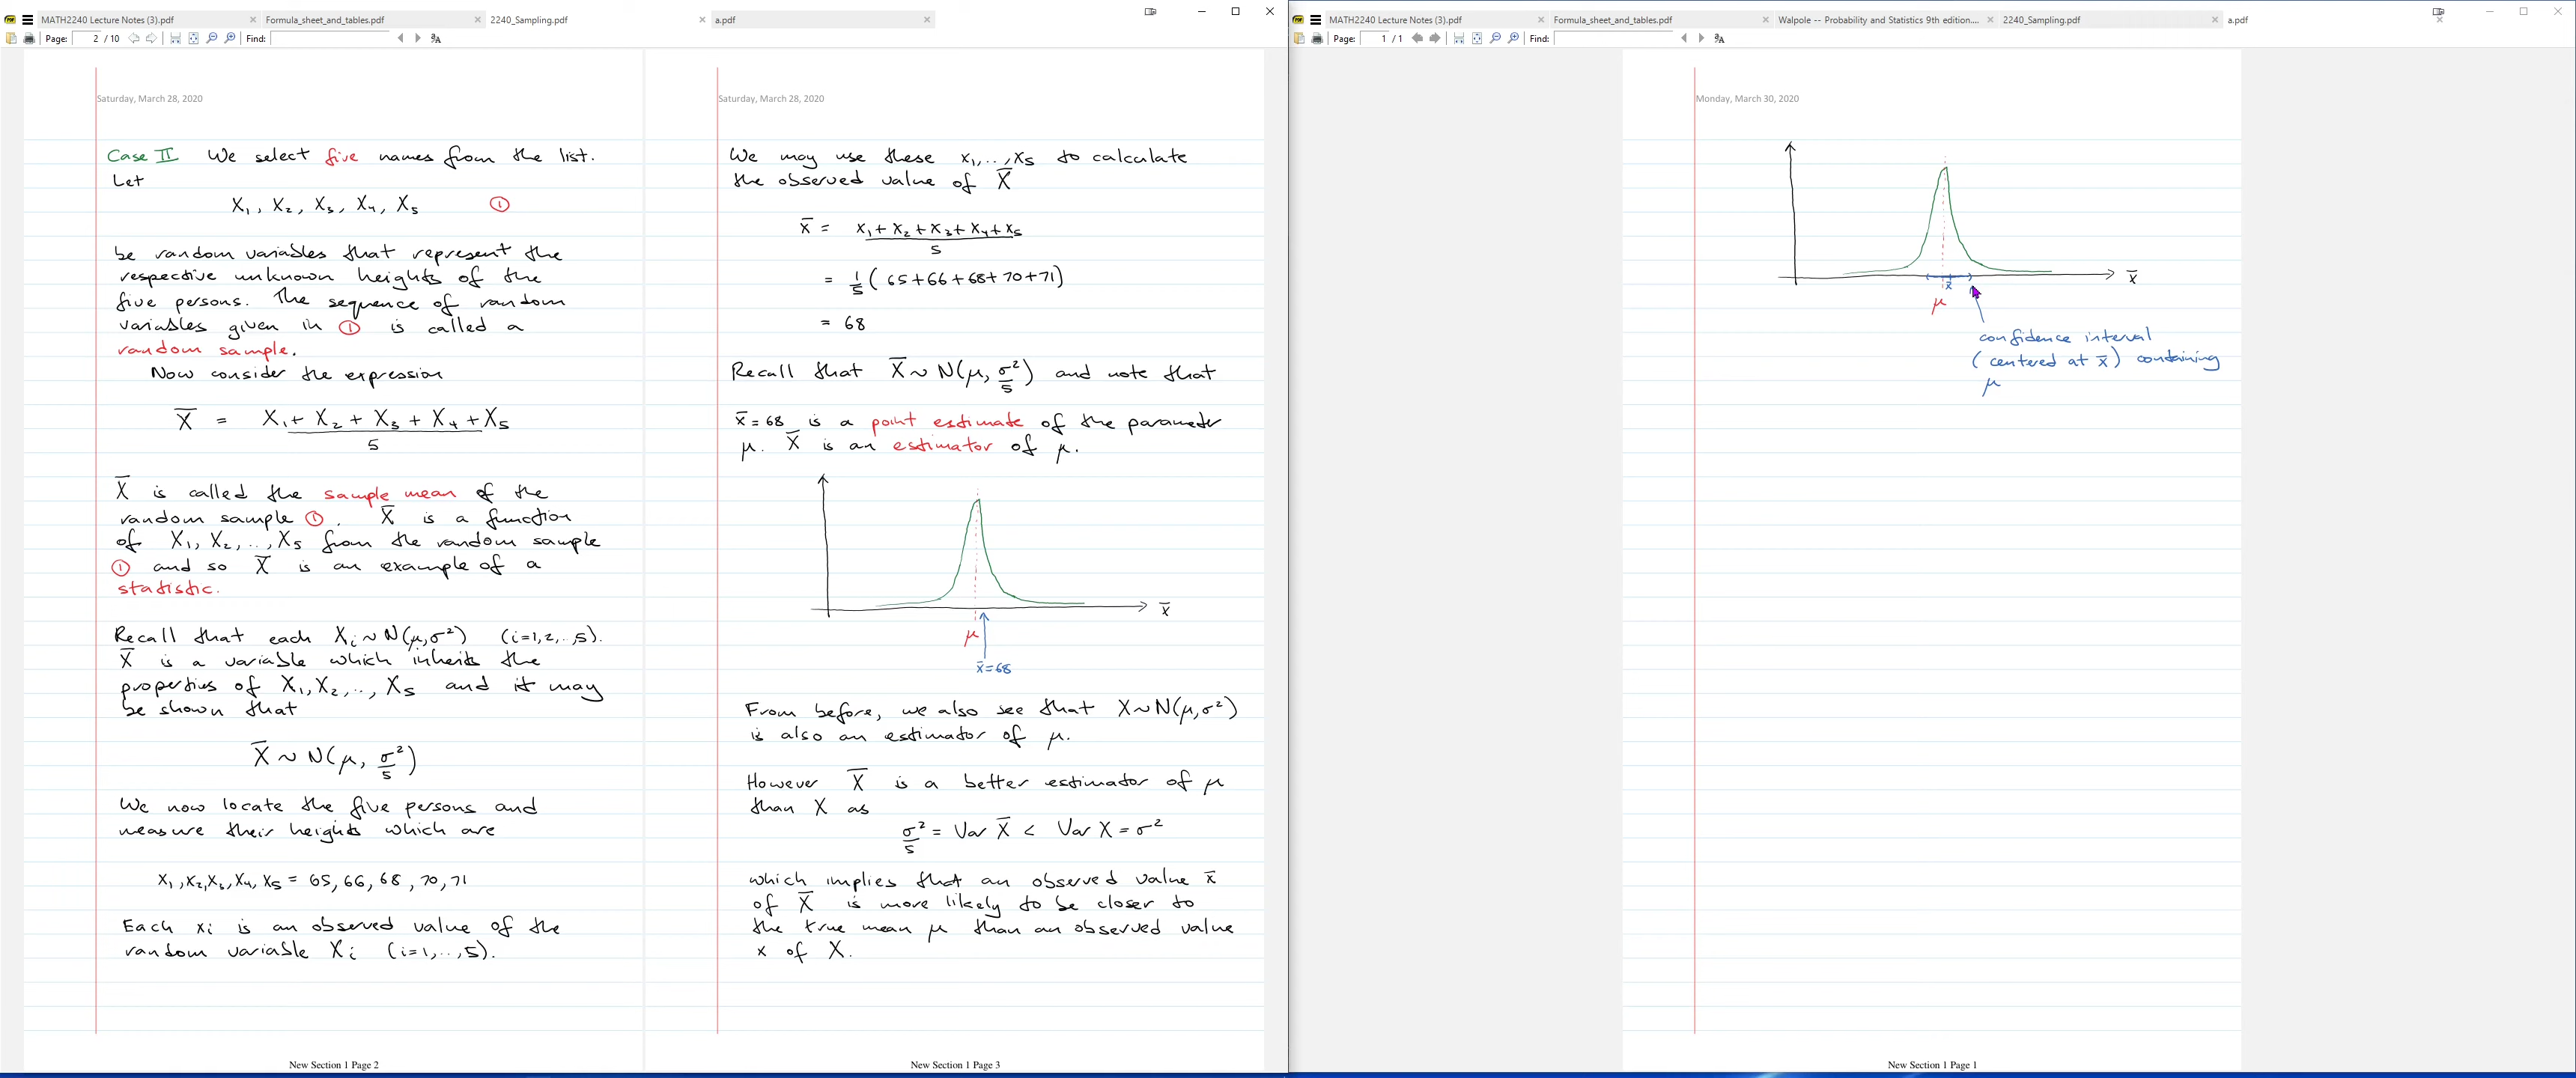 MATH2240 Lecture Notes (3).pdf
Formula_sheet_and_tables.pdf
2240_Sampling.pdf
a.pdf
Page: 2 / 10
Find:
Saturday, March 28, 2020
Case II We select five names from the list.
Let
X₁, X₂, X₃, X₄, X₅ ①
be random variables that represent the
respective unknown heights of the
five persons. The sequence of random
variables given in ① is called a
random sample.
Now consider the expression
X̅ = X₁ + X₂ + X₃ + X₄ + X₅
5
X̅ is called the sample mean of the
random sample ①. X̅ is a function
of X₁, X₂, .., X₅ from the random sample
① and so X̅ is an example of a
statistic.
Recall that each Xᵢ ~ N(μ,σ²) (i=1,2,..,5).
X̅ is a variable which inherits the
properties of X₁, X₂, .., X₅ and it may
be shown that
X̅ ~ N(μ, σ²/5)
We now locate the five persons and
measure their heights which are
x₁, x₂, x₃, x₄, x₅ = 65, 66, 68, 70, 71
Each xᵢ is an observed value of the
random variable Xᵢ (i=1,..,5).
New Section 1 Page 2
Saturday, March 28, 2020
We may use these x₁,..,x₅ to calculate
the observed value of X̅
x̅ = x₁ + x₂ + x₃ + x₄ + x₅
5
= 1/5 ( 65+66+68+70+71)
= 68
Recall that X̅ ~ N(μ, σ²/5) and note that
x̅ = 68 is a point estimate of the parameter
μ. X̅ is an estimator of μ.
x̅
μ
x̅ = 68
From before, we also see that X ~ N(μ,σ²)
is also an estimator of μ.
However X̅ is a better estimator of μ
than X as
σ²/5 = Var X̅ < Var X = σ²
which implies that an observed value x̅
of X̅ is more likely to be closer to
the true mean μ than an observed value
x of X.
New Section 1 Page 3
MATH2240 Lecture Notes (3).pdf
Formula_sheet_and_tables.pdf
Walpole -- Probability and Statistics 9th edition....
2240_Sampling.pdf
a.pdf
Page: 1 / 1
Find:
Monday, March 30, 2020
x̅
x̅
μ
confidence interval
( centered at x̅) containing
μ
New Section 1 Page 1